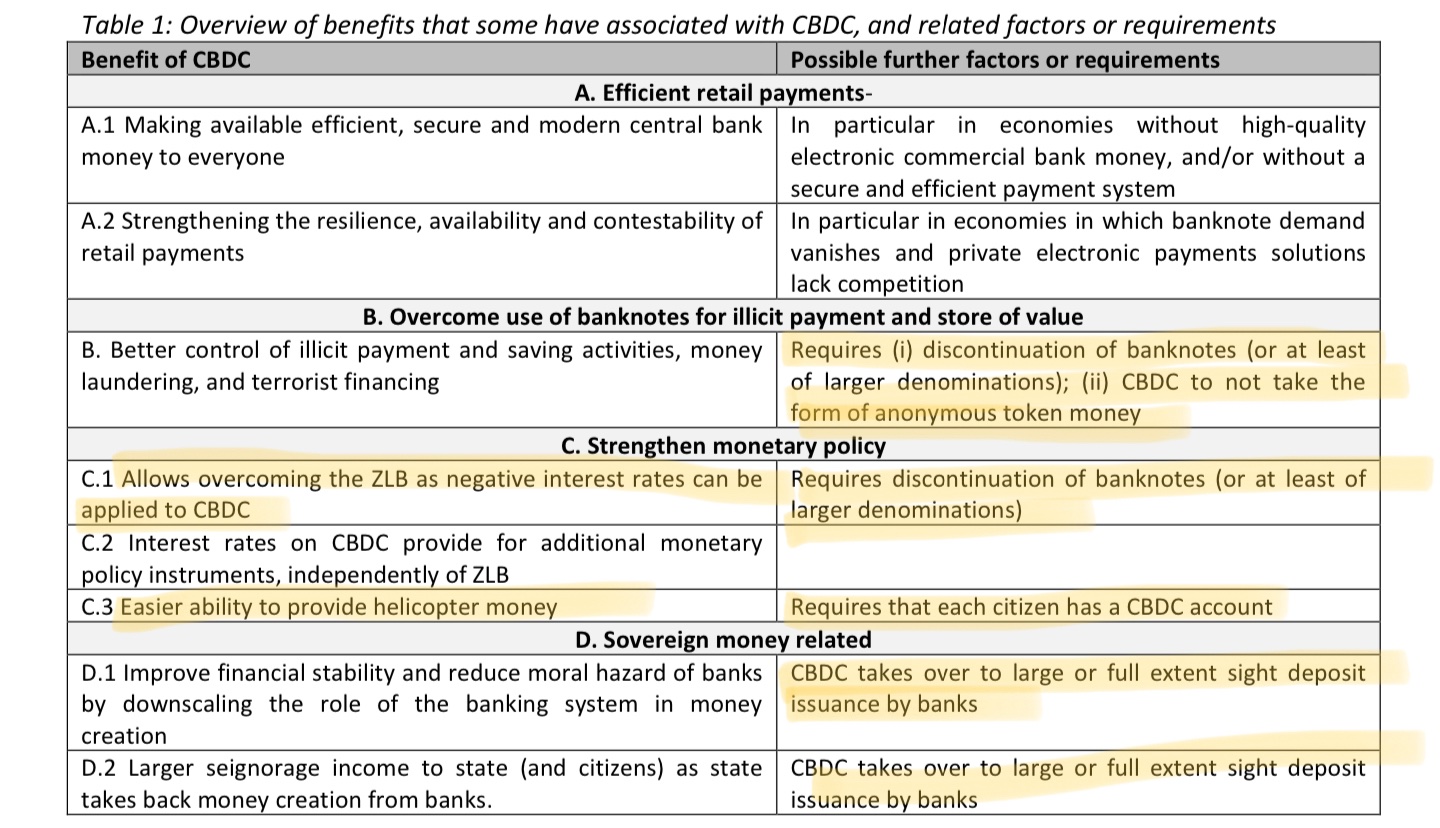 Table 1: Overview of benefits that some have associated with CBDC, and related factors or requirements
Benefit of CBDC
Possible further factors or requirements
A. Efficient retail payments-
A.1 Making available efficient, secure and modern central bank
money to everyone
In particular in economies without high-quality
electronic commercial bank money, and/or without a
secure and efficient payment system
A.2 Strengthening the resilience, availability and contestability of
retail payments
In particular in economies in which banknote demand
vanishes and private electronic payments solutions
lack competition
B. Overcome use of banknotes for illicit payment and store of value
B. Better control of illicit payment and saving activities, money
laundering, and terrorist financing
Requires (i) discontinuation of banknotes (or at least
of larger denominations); (ii) CBDC to not take the
form of anonymous token money
C. Strengthen monetary policy
C.1 Allows overcoming the ZLB as negative interest rates can be
applied to CBDC
Requires discontinuation of banknotes (or at least of
larger denominations)
C.2 Interest rates on CBDC provide for additional monetary
policy instruments, independently of ZLB
C.3 Easier ability to provide helicopter money
Requires that each citizen has a CBDC account
D. Sovereign money related
D.1 Improve financial stability and reduce moral hazard of banks
by downscaling the role of the banking system in money
creation
CBDC takes over to large or full extent sight deposit
issuance by banks
D.2 Larger seignorage income to state (and citizens) as state
takes back money creation from banks.
CBDC takes over to large or full extent sight deposit
issuance by banks